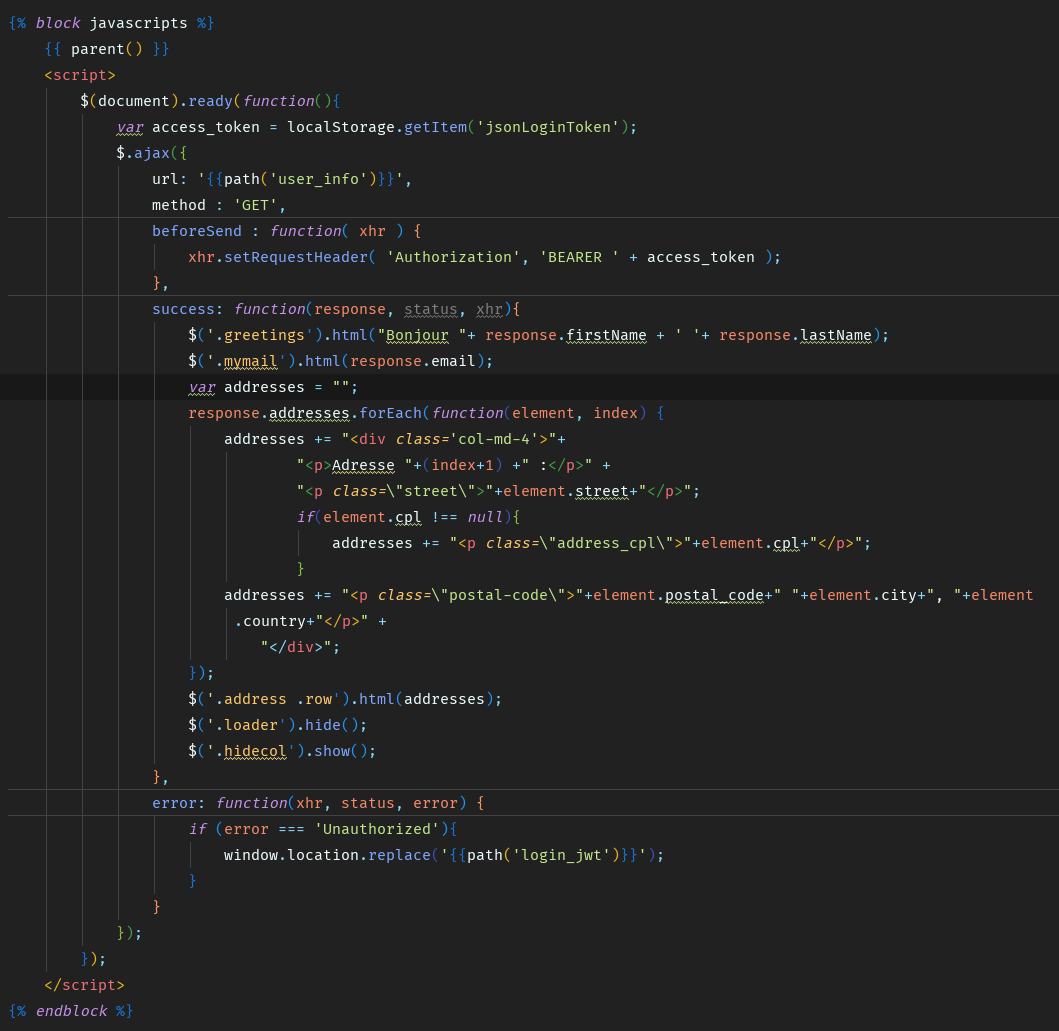 {% block javascripts %}
{{ parent() }}
<script>
$(document).ready(function(){
var access_token = localStorage.getItem('jsonLoginToken');
$.ajax({
url: '{{path('user_info')}}',
method : 'GET',
beforeSend : function( xhr ) {
xhr.setRequestHeader( 'Authorization', 'BEARER ' + access_token );
},
success: function(response, status, xhr){
$('.greetings').html("Bonjour "+ response.firstName + ' '+ response.lastName);
$('.mymail').html(response.email);
var addresses = "";
response.addresses.forEach(function(element, index) {
addresses += "<div class='col-md-4'>"+
"<p>Adresse "+(index+1) +" :</p>" +
"<p class=\"street\">"+element.street+"</p>";
if(element.cpl !== null){
addresses += "<p class=\"address_cpl\">"+element.cpl+"</p>";
}
addresses += "<p class=\"postal-code\">"+element.postal_code+" "+element.city+", "+element
.country+"</p>" +
"</div>";
});
$('.address .row').html(addresses);
$('.loader').hide();
$('.hidecol').show();
},
error: function(xhr, status, error) {
if (error === 'Unauthorized'){
window.location.replace('{{path('login_jwt')}}');
}
}
});
});
</script>
{% endblock %}